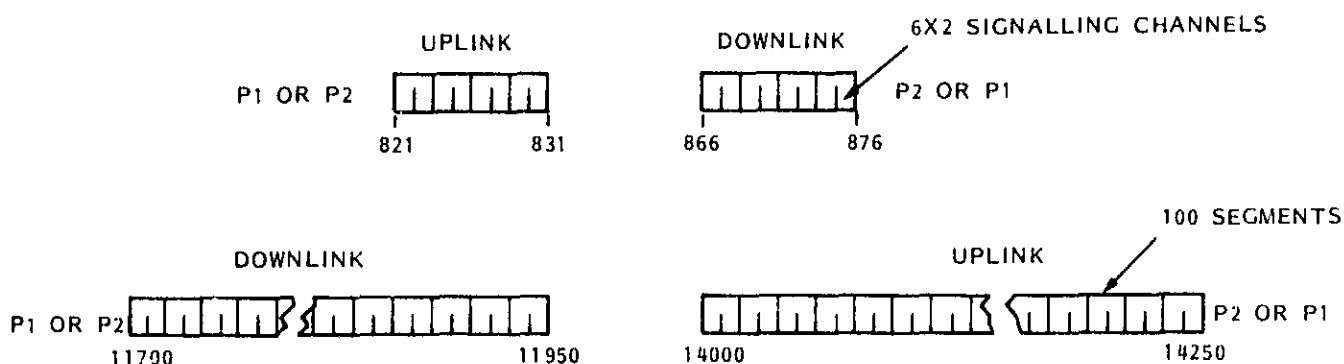 6X2 SIGNALLING CHANNELS
UPLINK
DOWNLINK
P1 OR P2
P2 OR P1
821
831
866
876
100 SEGMENTS
DOWNLINK
UPLINK
P1 OR P2
P2 OR P1
11700
11950
14000
14250